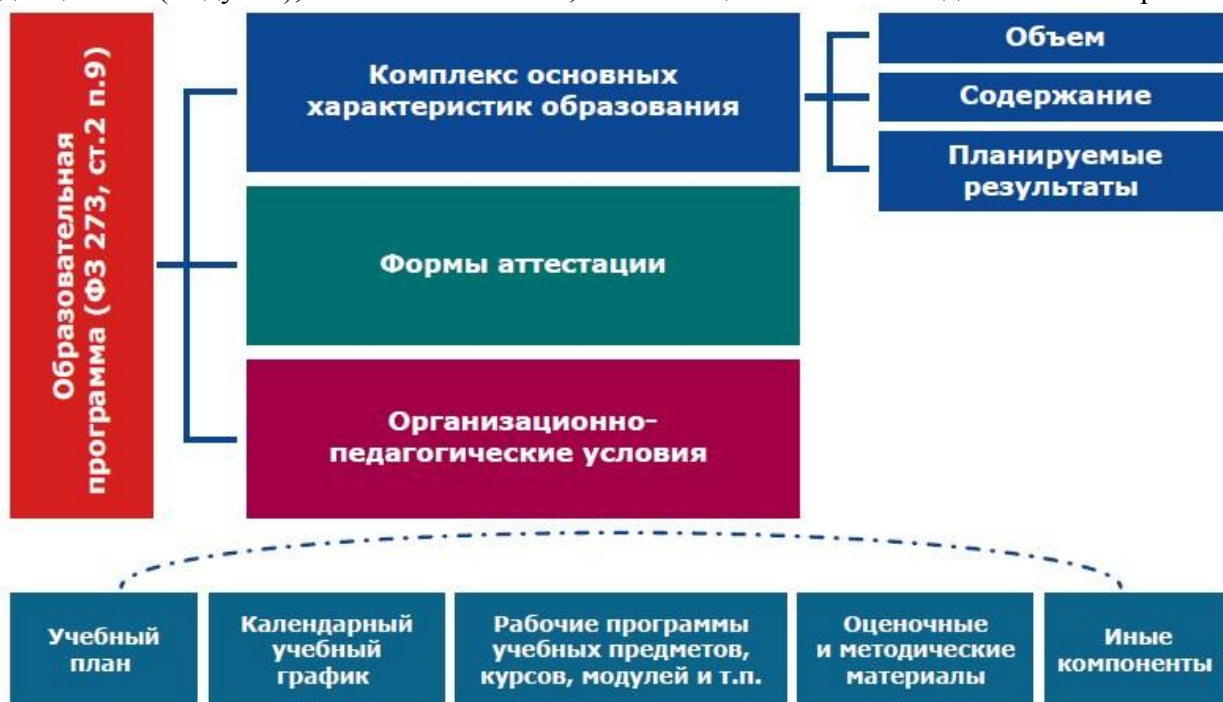 Образовательная
программа (ФЗ 273, ст.2 п.9)
Комплекс основных
характеристик образования
Объем
Содержание
Планируемые
результаты
Формы аттестации
Организационно-
педагогические условия
Учебный
план
Календарный
учебный
график
Рабочие программы
учебных предметов,
курсов, модулей и т.п.
Оценочные
и методические
материалы
Иные
компоненты